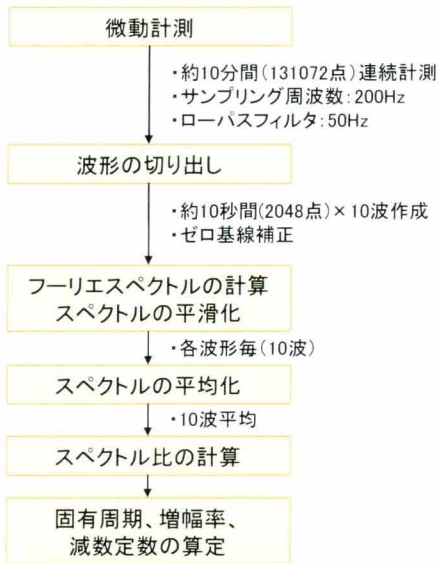 微動計測
・約10分間(131072点)連続計測
・サンプリング周波数:200Hz
・ローパスフィルタ:50Hz
波形の切り出し
・約10秒間(2048点)×10波作成
・ゼロ基線補正
フーリエスペクトルの計算
スペクトルの平滑化
・各波形毎(10波)
スペクトルの平均化
・10波平均
スペクトル比の計算
固有周期、増幅率、
減数定数の算定